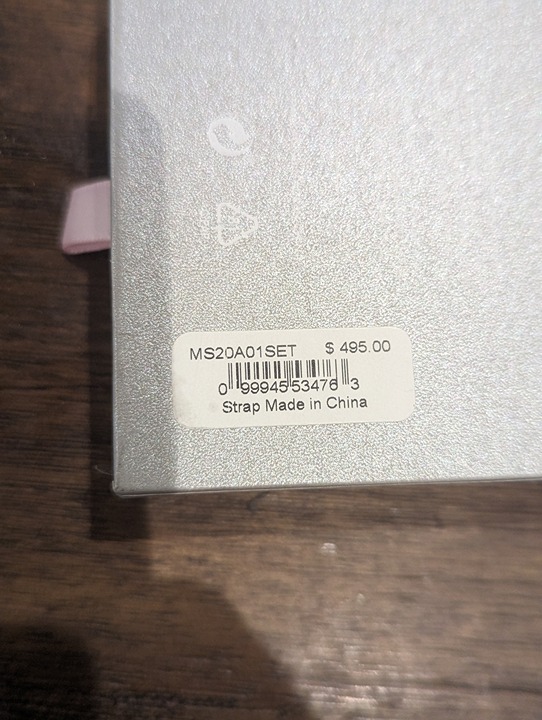 MS20A01SET $ 495.00
0 99945 53476 3
Strap Made in China